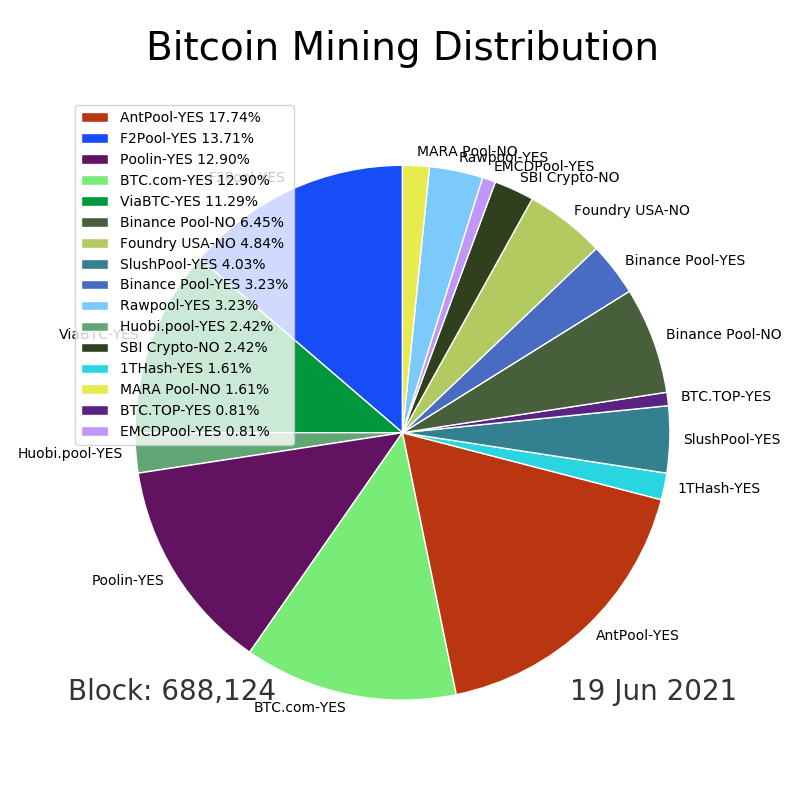 Bitcoin Mining Distribution
AntPool-YES 17.74%
F2Pool-YES 13.71%
Poolin-YES 12.90%
BTC.com-YES 12.90%
ViaBTC-YES 11.29%
Binance Pool-NO 6.45%
Foundry USA-NO 4.84%
SlushPool-YES 4.03%
Binance Pool-YES 3.23%
Rawpool-YES 3.23%
Huobi.pool-YES 2.42%
SBI Crypto-NO 2.42%
1THash-YES 1.61%
MARA Pool-NO 1.61%
BTC.TOP-YES 0.81%
EMCDPool-YES 0.81%
MARA Pool-NO
Rawpool-YES
EMCDPool-YES
SBI Crypto-NO
Foundry USA-NO
Binance Pool-YES
Binance Pool-NO
BTC.TOP-YES
SlushPool-YES
1THash-YES
AntPool-YES
BTC.com-YES
Poolin-YES
Huobi.pool-YES
ViaBTC-YES
F2Pool-YES
Block: 688,124
19 Jun 2021